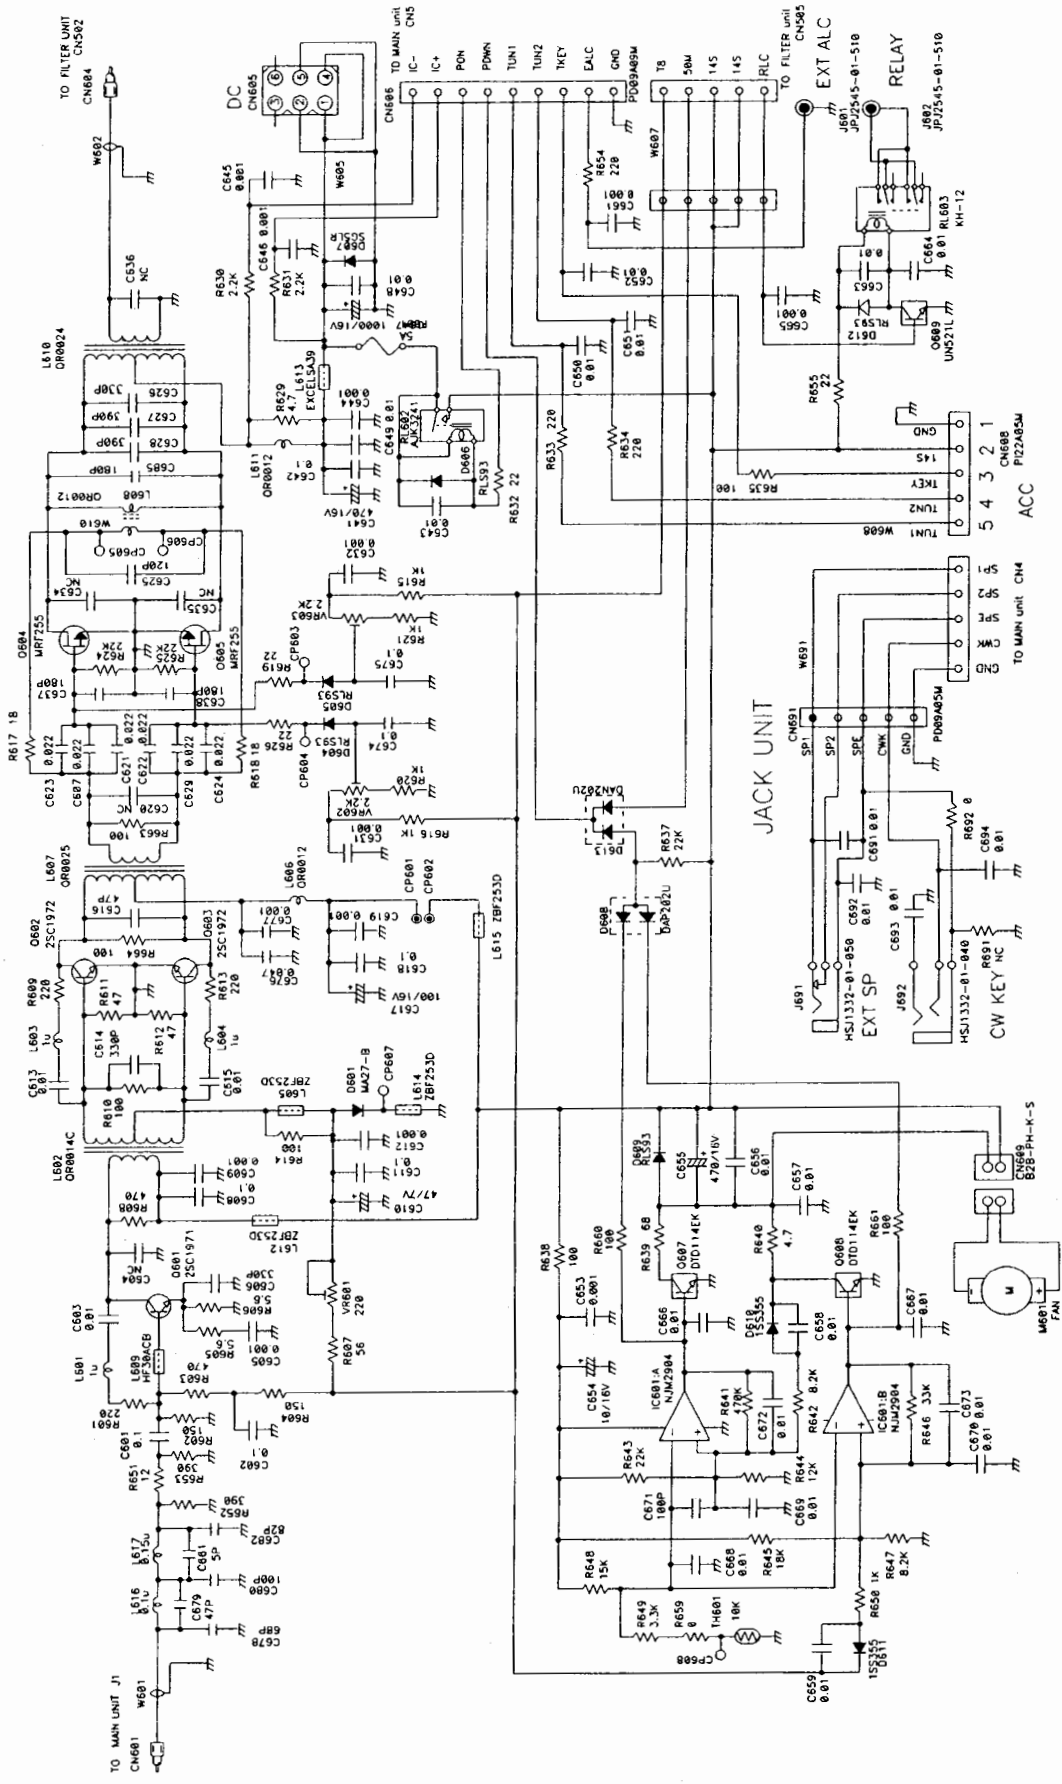 TO FILTER UNIT
CN502
CN604
W602
C636
NC
L610
QR0024
330P
C626
390P
C627
390P
C628
180P
C685
L608
QR0012
W610
CP605
CP606
120P
C625
NC
C634
NC
C635
Q604
MRF255
22K
R624
22K
R625
Q605
MRF255
180P
C637
180P
C638
R617 18
C623 0.022
C607 0.022
C621 0.022
C622 0.022
C629 0.022
C624 0.022
R618 18
C620 NC
R663
100
L607
QR0025
47P
C616
Q602
2SC1972
Q603
2SC1972
R664
100
R609
220
R611
47
R612
47
R613
220
L603
1u
L604
1u
C614
330P
C613
0.01
C615
0.01
R610
100
L602
QR0014C
470
R608
C609
0.001
C608
0.1
C604
NC
Q601
2SC1971
C603
0.01
L601
1u
C606
330P
R606
5.6
R605
5.6
C605
0.001
L609
HF30ACB
R603
470
R601
220
C601
0.1
R602
150
R604
150
C602
0.1
R651
12
R653
390
R652
390
L617
0.15u
C682
82P
C681
5P
L616
0.1u
C680
100P
C679
47P
C678
68P
TO MAIN UNIT J1
CN601
W601
DC
CN605
3 6
2 5
1 4
W605
C645
0.001
R630
2.2K
C646 0.001
R631
2.2K
D607
SG5LR
C648
0.01
1000/16V
5A
L613
EXCELSA39
R629
4.7
L611
QR0012
C644
0.001
C649 0.01
C642
0.1
C641
470/16V
RL602
AJK3241
D606
RLS93
C643
0.01
R632 22
TO MAIN unit
CN5
CN606
IC-
IC+
PON
PDWN
TUN1
TUN2
TKEY
EALC
GND
PD09A09M
R654
220
C661
0.001
C652
0.01
C651
0.01
C650
0.01
R633
220
R634
220
T8
50M
14S
14S
RLC
W607
TO FILTER unit
CN505
C665
0.001
EXT ALC
J601
JPJ2545-01-510
RELAY
J602
JPJ2545-01-510
RL603
KH-12
C663
0.01
C664
0.01
D612
RLS93
Q609
UN521L
R655
22
GND
14S
TKEY
TUN2
TUN1
1
2
3
4
5
CN608
PI22A05M
ACC
W608
R635
100
C632
0.001
R615
1K
VR603
2.2K
R621
1K
C675
0.1
CP603
R619
22
D605
RLS93
R626
22
CP604
D604
RLS93
C674
0.1
VR602
2.2K
R620
1K
C631
0.001
R616 1K
L606
QR0012
CP601
CP602
C677
0.001
C676
0.047
C619
0.001
C618
0.1
C617
100/16V
L615 ZBF253D
ZBF253D
L605
R614
100
D601
MA27-B
CP607
L614
ZBF253D
C612
0.001
C611
0.1
C610
47/7V
L612
ZBF253D
VR601
220
R607
56
DAN202U
D613
R637
22K
D608
DAP202U
JACK UNIT
W691
CN691
SP1
SP2
SPE
CWK
GND
PD09A05M
SP1
SP2
SPE
CWK
GND
TO MAIN unit CN4
J691
HSJ1332-01-050
EXT SP
J692
HSJ1332-01-040
CW KEY
C691 0.01
C692
0.01
C693 0.01
R692 0
C694
0.01
R691
NC
R638
100
C653
0.001
C654
10/16V
R660
100
R639 68
D609
RLS93
Q607
DTD114EK
C655
470/16V
C656
0.01
C657
0.01
R640
4.7
Q608
DTD114EK
R661
100
C666
0.01
D610
1SS355
C658
0.01
C667
0.01
IC601:A
NJM2904
R641
470K
C672
0.01
R642 8.2K
IC601:B
NJM2904
R646 33K
C673
0.01
C670
0.01
R643
22K
C671
100P
C669
0.01
R644
12K
R648
15K
C668
0.01
R645
18K
R647
8.2K
R649
3.3K
R659
0
TH601
10K
CP608
R650 1K
C659
0.01
1SS355
D611
CN609
B2B-PH-K-S
M
M601
FAN